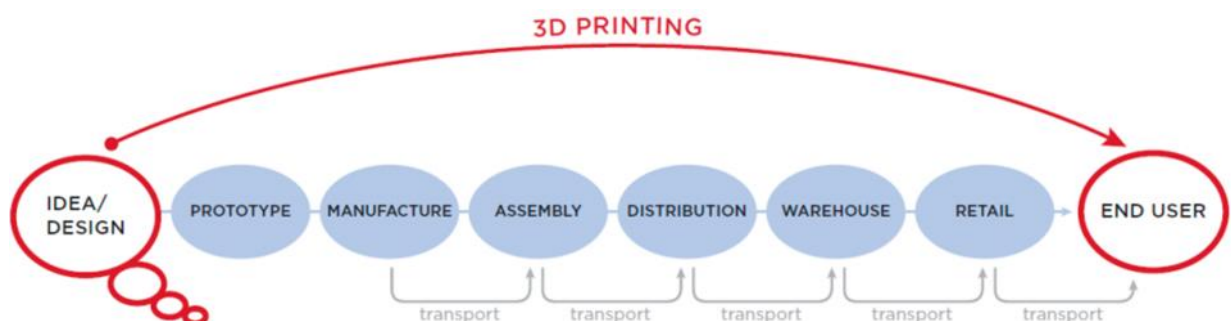 3D PRINTING
IDEA/
DESIGN
PROTOTYPE
MANUFACTURE
ASSEMBLY
DISTRIBUTION
WAREHOUSE
RETAIL
END USER
transport
transport
transport
transport
transport